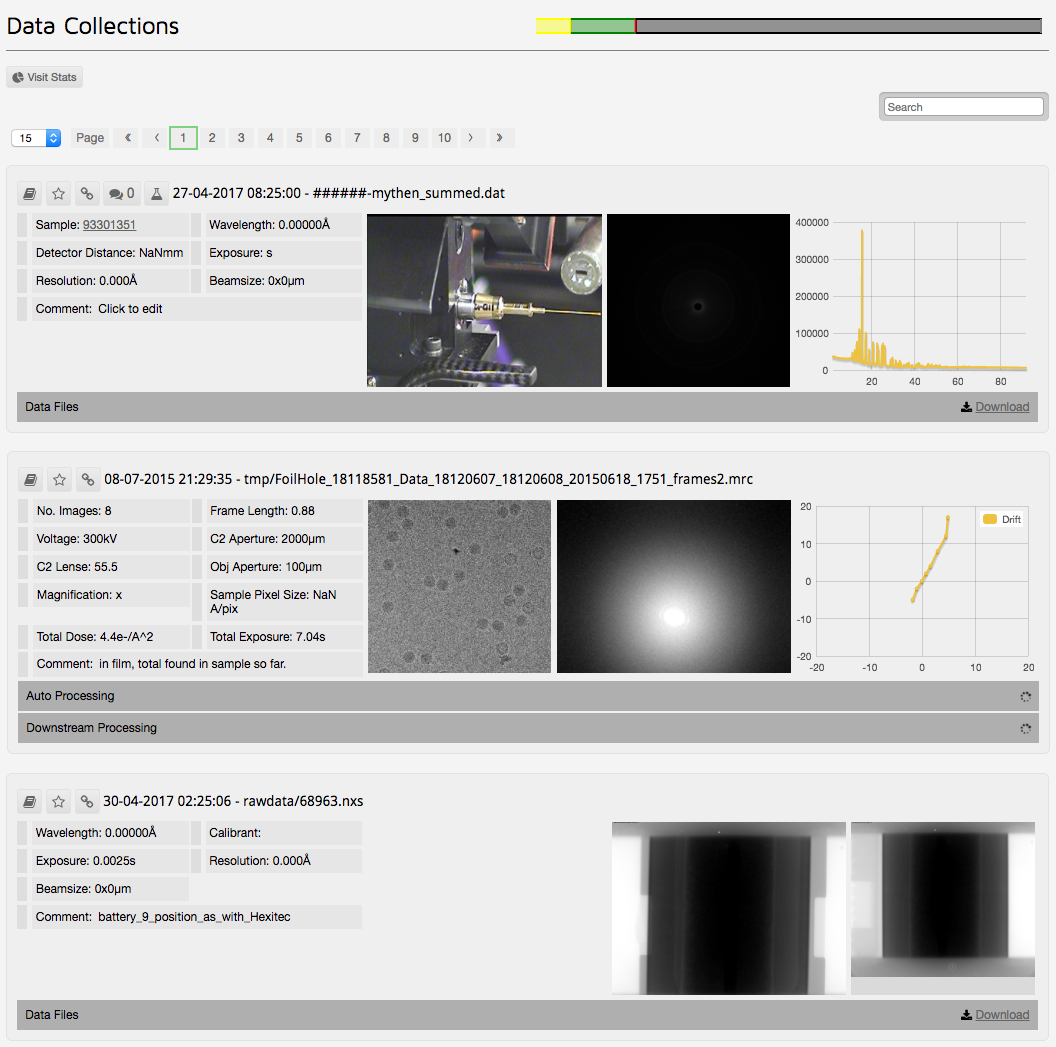 Data Collections
Visit Stats
Search
15 Page « ‹ 1 2 3 4 5 6 7 8 9 10 › »
0 27-04-2017 08:25:00 - ######-mythen_summed.dat
Sample: 93301351 Wavelength: 0.00000Å
Detector Distance: NaNmm Exposure: s
Resolution: 0.000Å Beamsize: 0x0µm
Comment: Click to edit
400000
300000
200000
100000
0
20 40 60 80
Data Files Download
08-07-2015 21:29:35 - tmp/FoilHole_18118581_Data_18120607_18120608_20150618_1751_frames2.mrc
No. Images: 8 Frame Length: 0.88
Voltage: 300kV C2 Aperture: 2000µm
C2 Lense: 55.5 Obj Aperture: 100µm
Magnification: x Sample Pixel Size: NaN
A/pix
Total Dose: 4.4e-/A^2 Total Exposure: 7.04s
Comment: in film, total found in sample so far.
Drift
20
10
0
-10
-20
-20 -10 0 10 20
Auto Processing
Downstream Processing
30-04-2017 02:25:06 - rawdata/68963.nxs
Wavelength: 0.00000Å Calibrant:
Exposure: 0.0025s Resolution: 0.000Å
Beamsize: 0x0µm
Comment: battery_9_position_as_with_Hexitec
Data Files Download